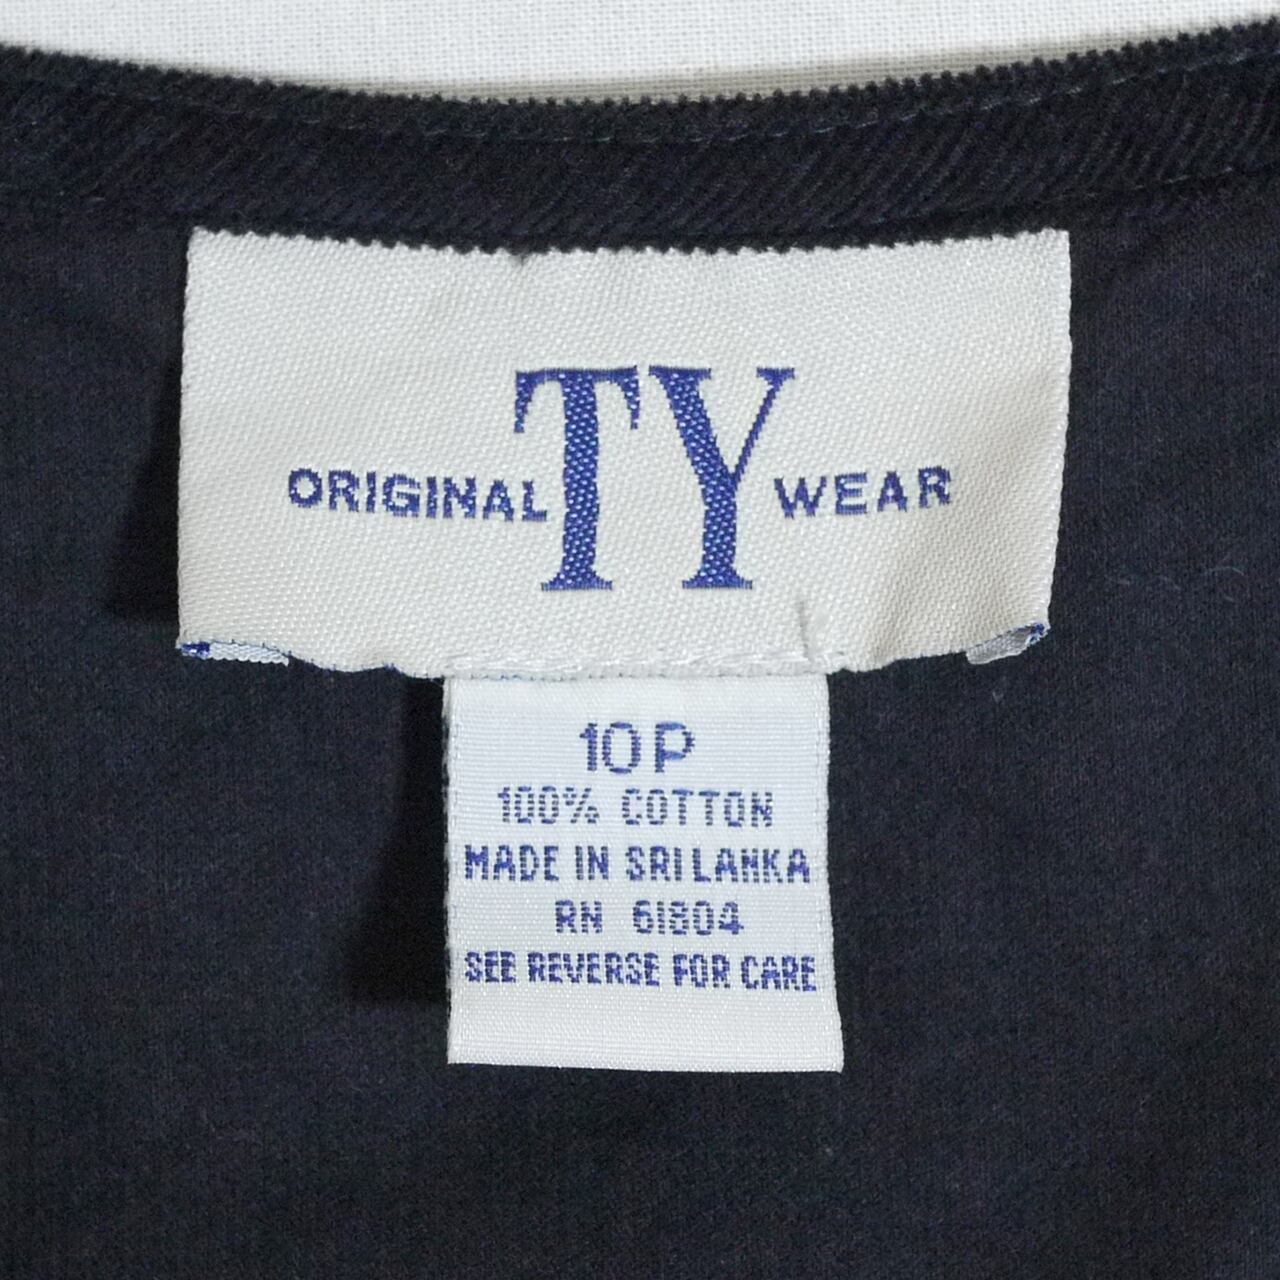 ORIGINAL TY WEAR
10P
100% COTTON
MADE IN SRI LANKA
RN 61804
SEE REVERSE FOR CARE